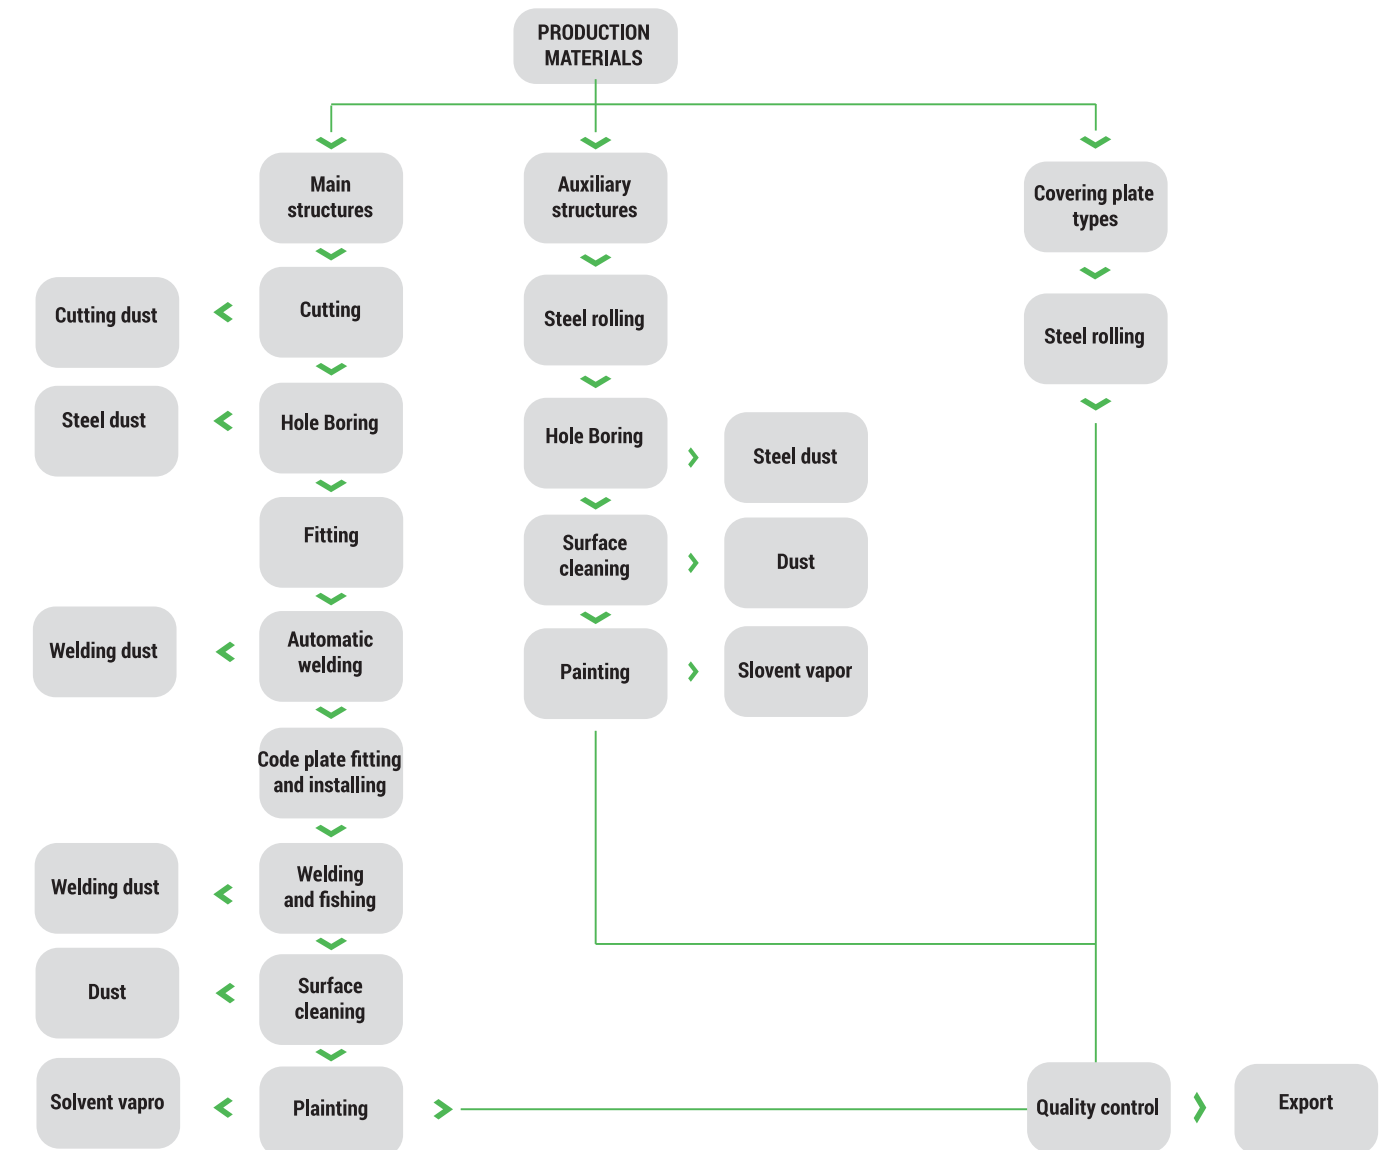 PRODUCTION
MATERIALS
Main
structures
Auxiliary
structures
Covering plate
types
Cutting dust
Cutting
Steel rolling
Steel rolling
Steel dust
Hole Boring
Hole Boring
Steel dust
Fitting
Surface
cleaning
Dust
Welding dust
Automatic
welding
Painting
Slovent vapor
Code plate fitting
and installing
Welding dust
Welding
and fishing
Dust
Surface
cleaning
Solvent vapro
Plainting
Quality control
Export